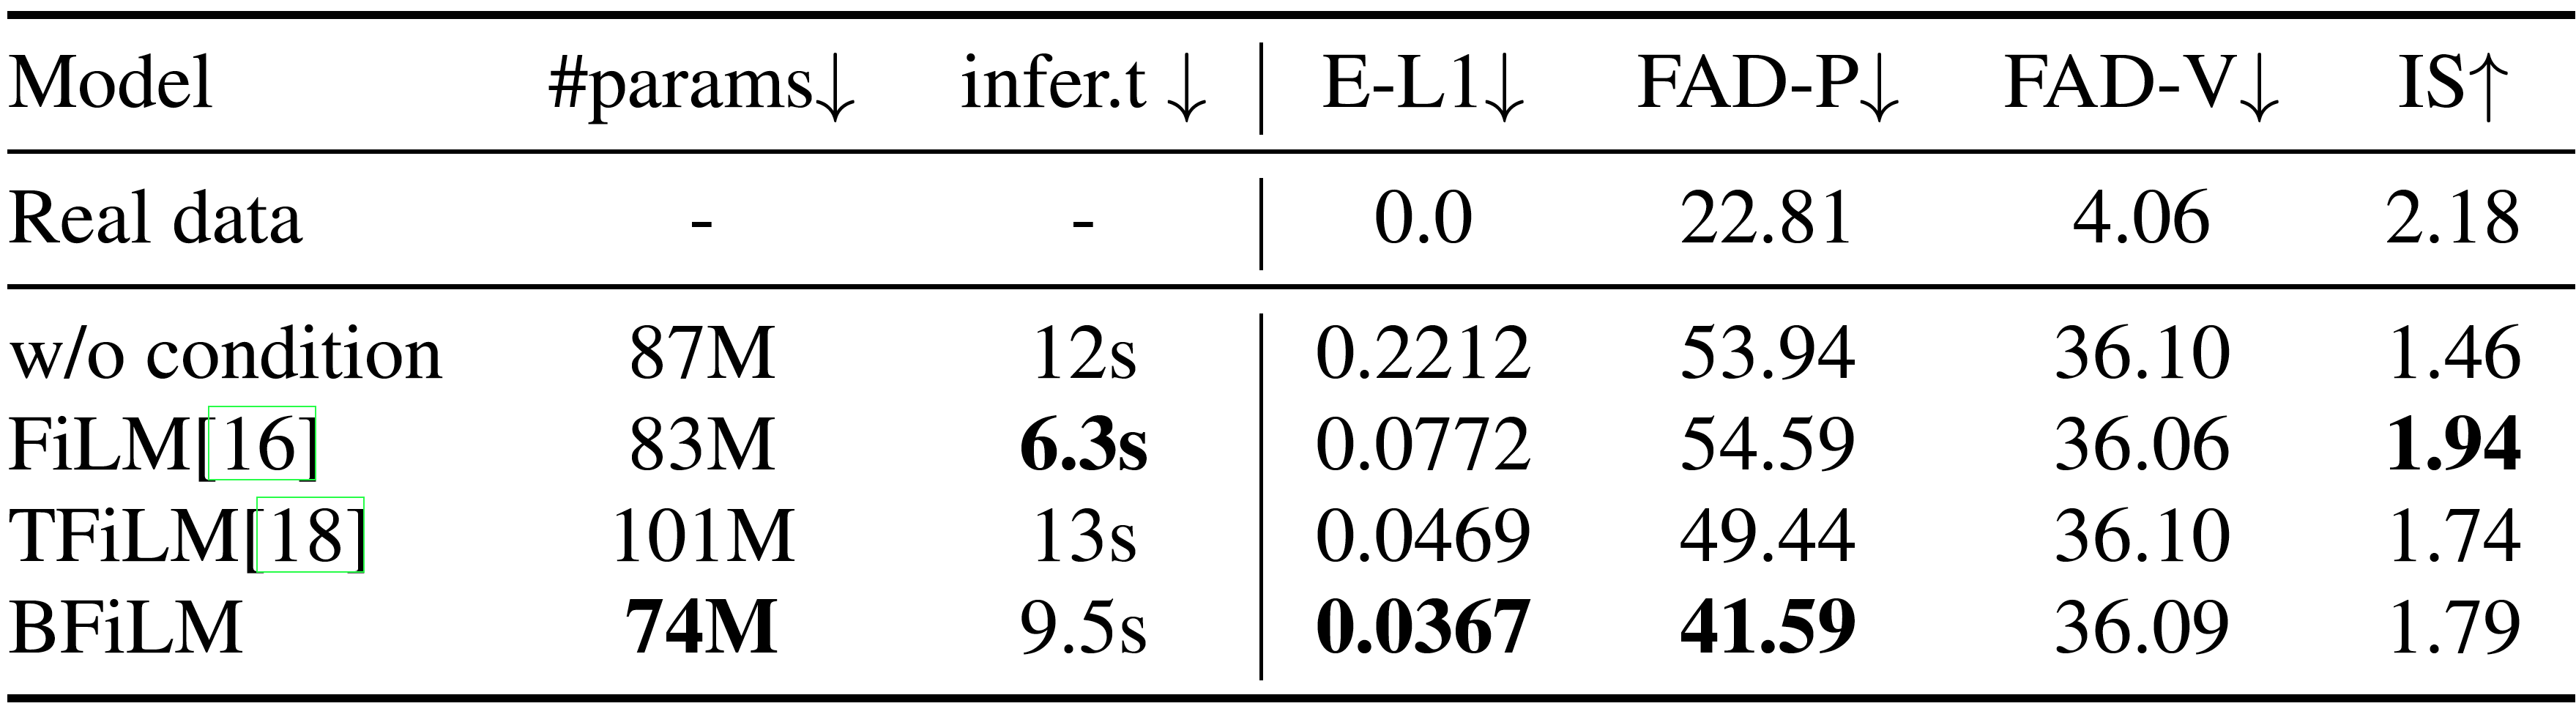 Model #params↓ infer.t ↓ E-L1↓ FAD-P↓ FAD-V↓ IS↑
Real data - - 0.0 22.81 4.06 2.18
w/o condition 87M 12s 0.2212 53.94 36.10 1.46
FiLM[16] 83M 6.3s 0.0772 54.59 36.06 1.94
TFiLM[18] 101M 13s 0.0469 49.44 36.10 1.74
BFiLM 74M 9.5s 0.0367 41.59 36.09 1.79